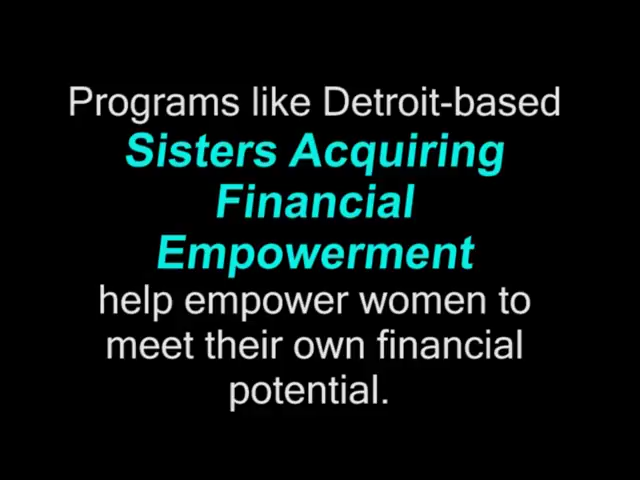 Programs like Detroit-based
Sisters Acquiring
Financial
Empowerment
help empower women to
meet their own financial
potential.